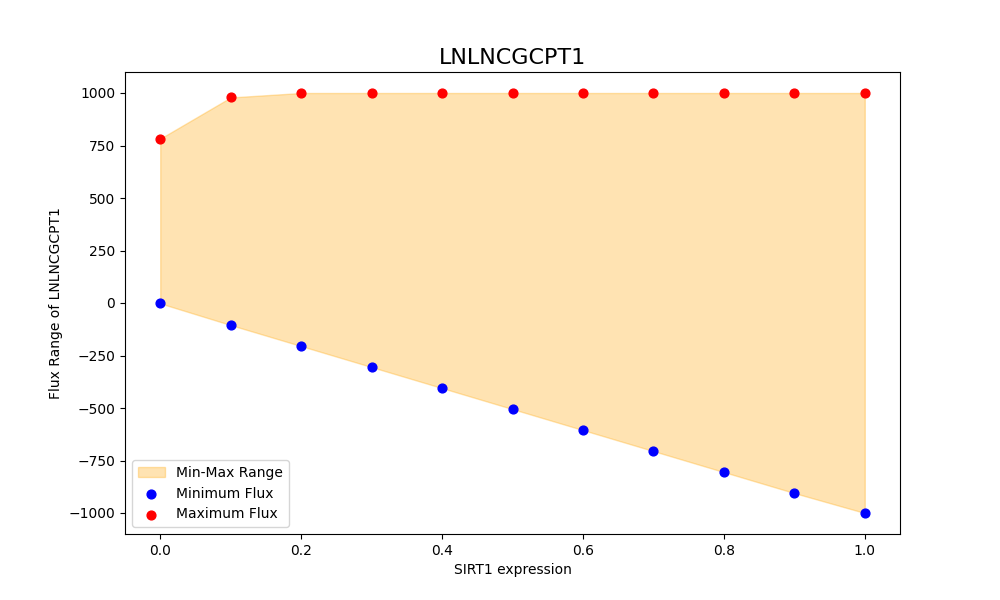 LNLNCGCPT1
Flux Range of LNLNCGCPT1
1000
750
500
250
0
−250
−500
−750
−1000
Min-Max Range
Minimum Flux
Maximum Flux
0.0 0.2 0.4 0.6 0.8 1.0
SIRT1 expression